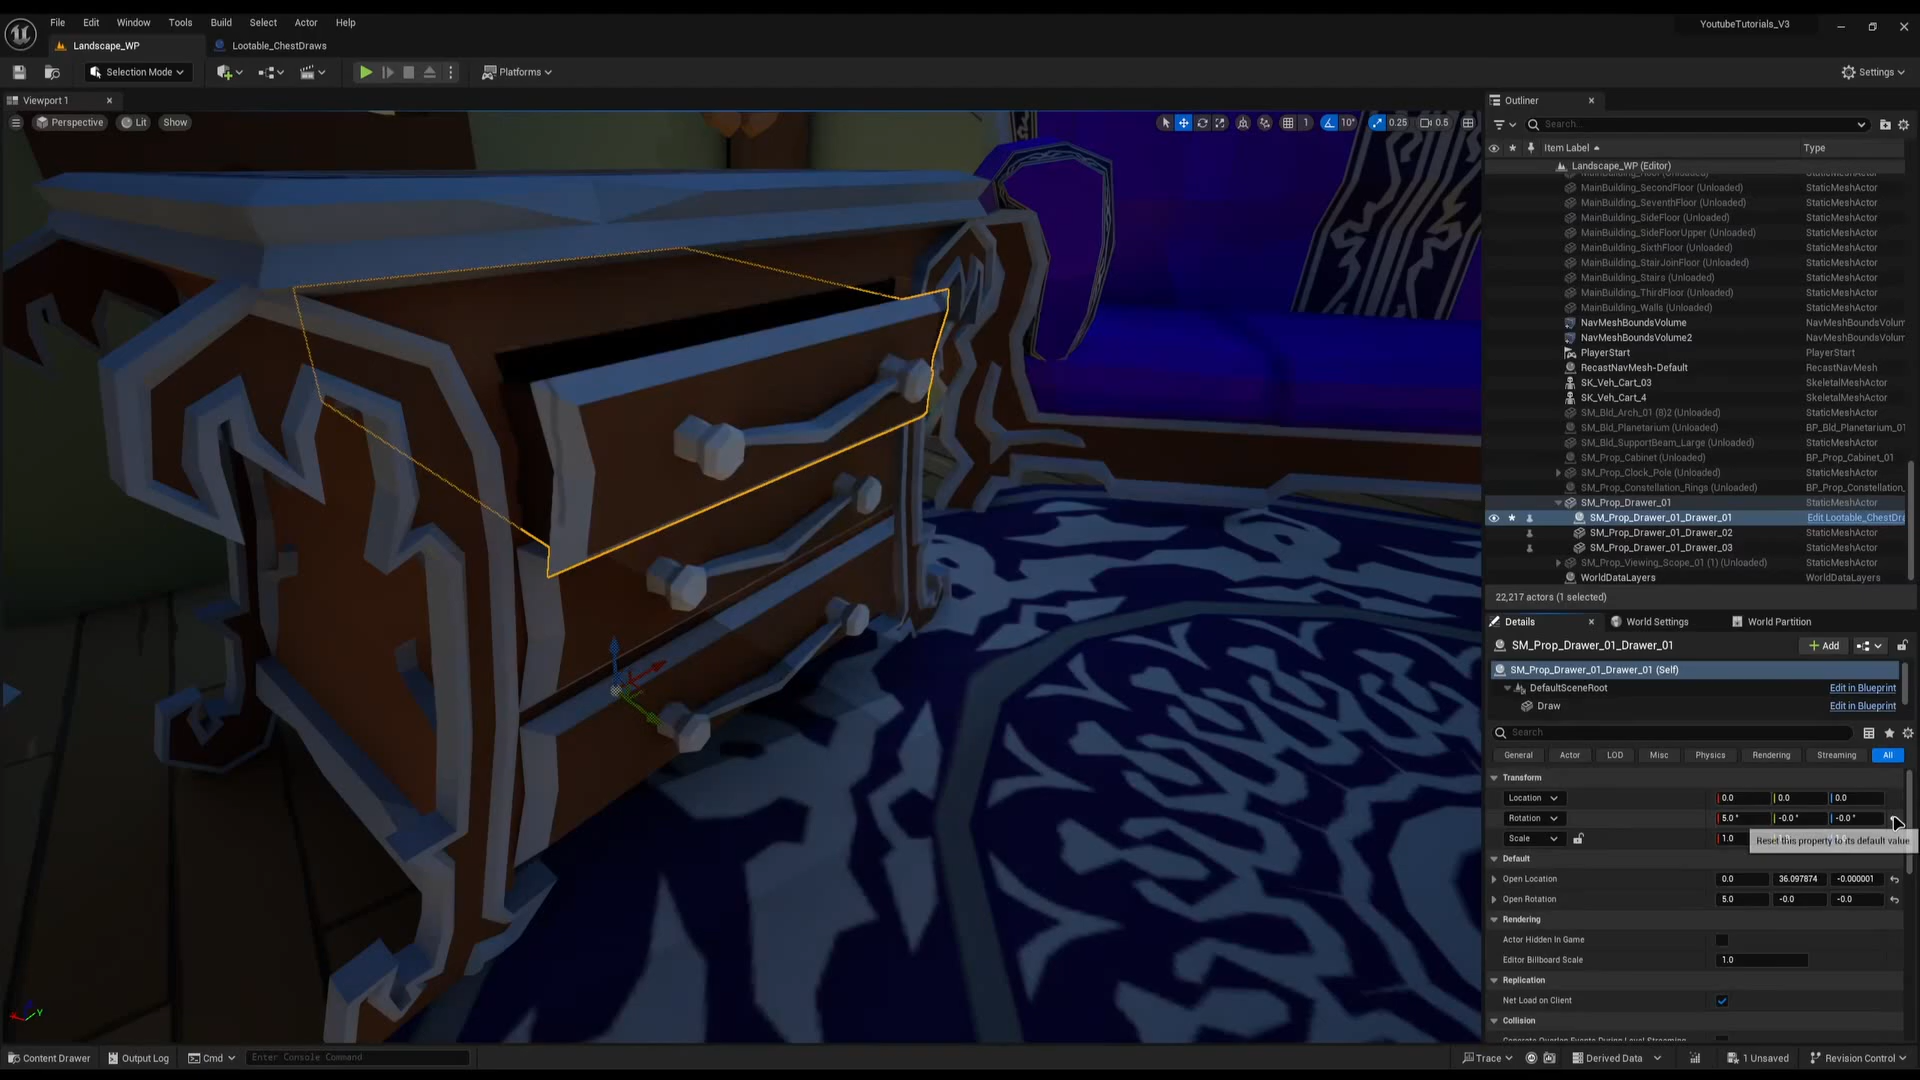 File Edit Window Tools Build Select Actor Help
YoutubeTutorials_V3
Landscape_WP
Lootable_ChestDraws
Selection Mode
Platforms
Settings
Viewport 1
Perspective Lit Show
1 10° 0.25 0.5
Outliner
Search...
Item Label Type
Landscape_WP (Editor)
MainBuilding_SecondFloor (Unloaded) StaticMeshActor
MainBuilding_SeventhFloor (Unloaded) StaticMeshActor
MainBuilding_SideFloor (Unloaded) StaticMeshActor
MainBuilding_SideFloorUpper (Unloaded) StaticMeshActor
MainBuilding_SixthFloor (Unloaded) StaticMeshActor
MainBuilding_StairJoinFloor (Unloaded) StaticMeshActor
MainBuilding_Stairs (Unloaded) StaticMeshActor
MainBuilding_ThirdFloor (Unloaded) StaticMeshActor
MainBuilding_Walls (Unloaded) StaticMeshActor
NavMeshBoundsVolume NavMeshBoundsVolum
NavMeshBoundsVolume2 NavMeshBoundsVolum
PlayerStart PlayerStart
RecastNavMesh-Default RecastNavMesh
SK_Veh_Cart_03 SkeletalMeshActor
SK_Veh_Cart_4 SkeletalMeshActor
SM_Bld_Arch_01 (8)2 (Unloaded) StaticMeshActor
SM_Bld_Planetarium (Unloaded) BP_Bld_Planetarium_01
SM_Bld_SupportBeam_Large (Unloaded) StaticMeshActor
SM_Prop_Cabinet (Unloaded) BP_Prop_Cabinet_01
SM_Prop_Clock_Pole (Unloaded) StaticMeshActor
SM_Prop_Constellation_Rings (Unloaded) BP_Prop_Constellation_
SM_Prop_Drawer_01 StaticMeshActor
SM_Prop_Drawer_01_Drawer_01 Edit Lootable_ChestDra
SM_Prop_Drawer_01_Drawer_02 StaticMeshActor
SM_Prop_Drawer_01_Drawer_03 StaticMeshActor
SM_Prop_Viewing_Scope_01 (1) (Unloaded) StaticMeshActor
WorldDataLayers WorldDataLayers
22,217 actors (1 selected)
Details World Settings World Partition
SM_Prop_Drawer_01_Drawer_01 Add
SM_Prop_Drawer_01_Drawer_01 (Self)
DefaultSceneRoot Edit in Blueprint
Draw Edit in Blueprint
Search
General Actor LOD Misc Physics Rendering Streaming All
Transform
Location 0.0 0.0 0.0
Rotation 5.0 ° -0.0 ° -0.0 °
Scale 1.0
Reset this property to its default value
Default
Open Location 0.0 36.097874 -0.000001
Open Rotation 5.0 -0.0 -0.0
Rendering
Actor Hidden In Game
Editor Billboard Scale 1.0
Replication
Net Load on Client
Collision
Y
Content Drawer Output Log Cmd Enter Console Command
Trace Derived Data 1 Unsaved Revision Control